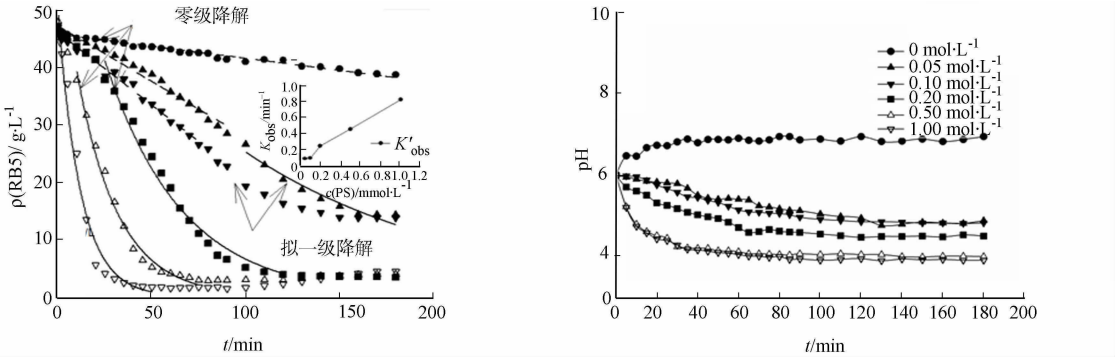 零级降解
拟一级降解
ρ(RB5)/ g·L⁻¹
50
40
30
20
10
0
0
50
100
150
200
t/min
K_obs/min⁻¹
1.0
0.8
0.6
0.4
0.2
0
0
0.2
0.4
0.6
0.8
1.0
1.2
K′obs
c(PS)/mmol·L⁻¹
pH
10
8
6
4
0
0
20
40
60
80
100
120
140
160
180
200
t/min
0 mol·L⁻¹
0.05 mol·L⁻¹
0.10 mol·L⁻¹
0.20 mol·L⁻¹
0.50 mol·L⁻¹
1.00 mol·L⁻¹